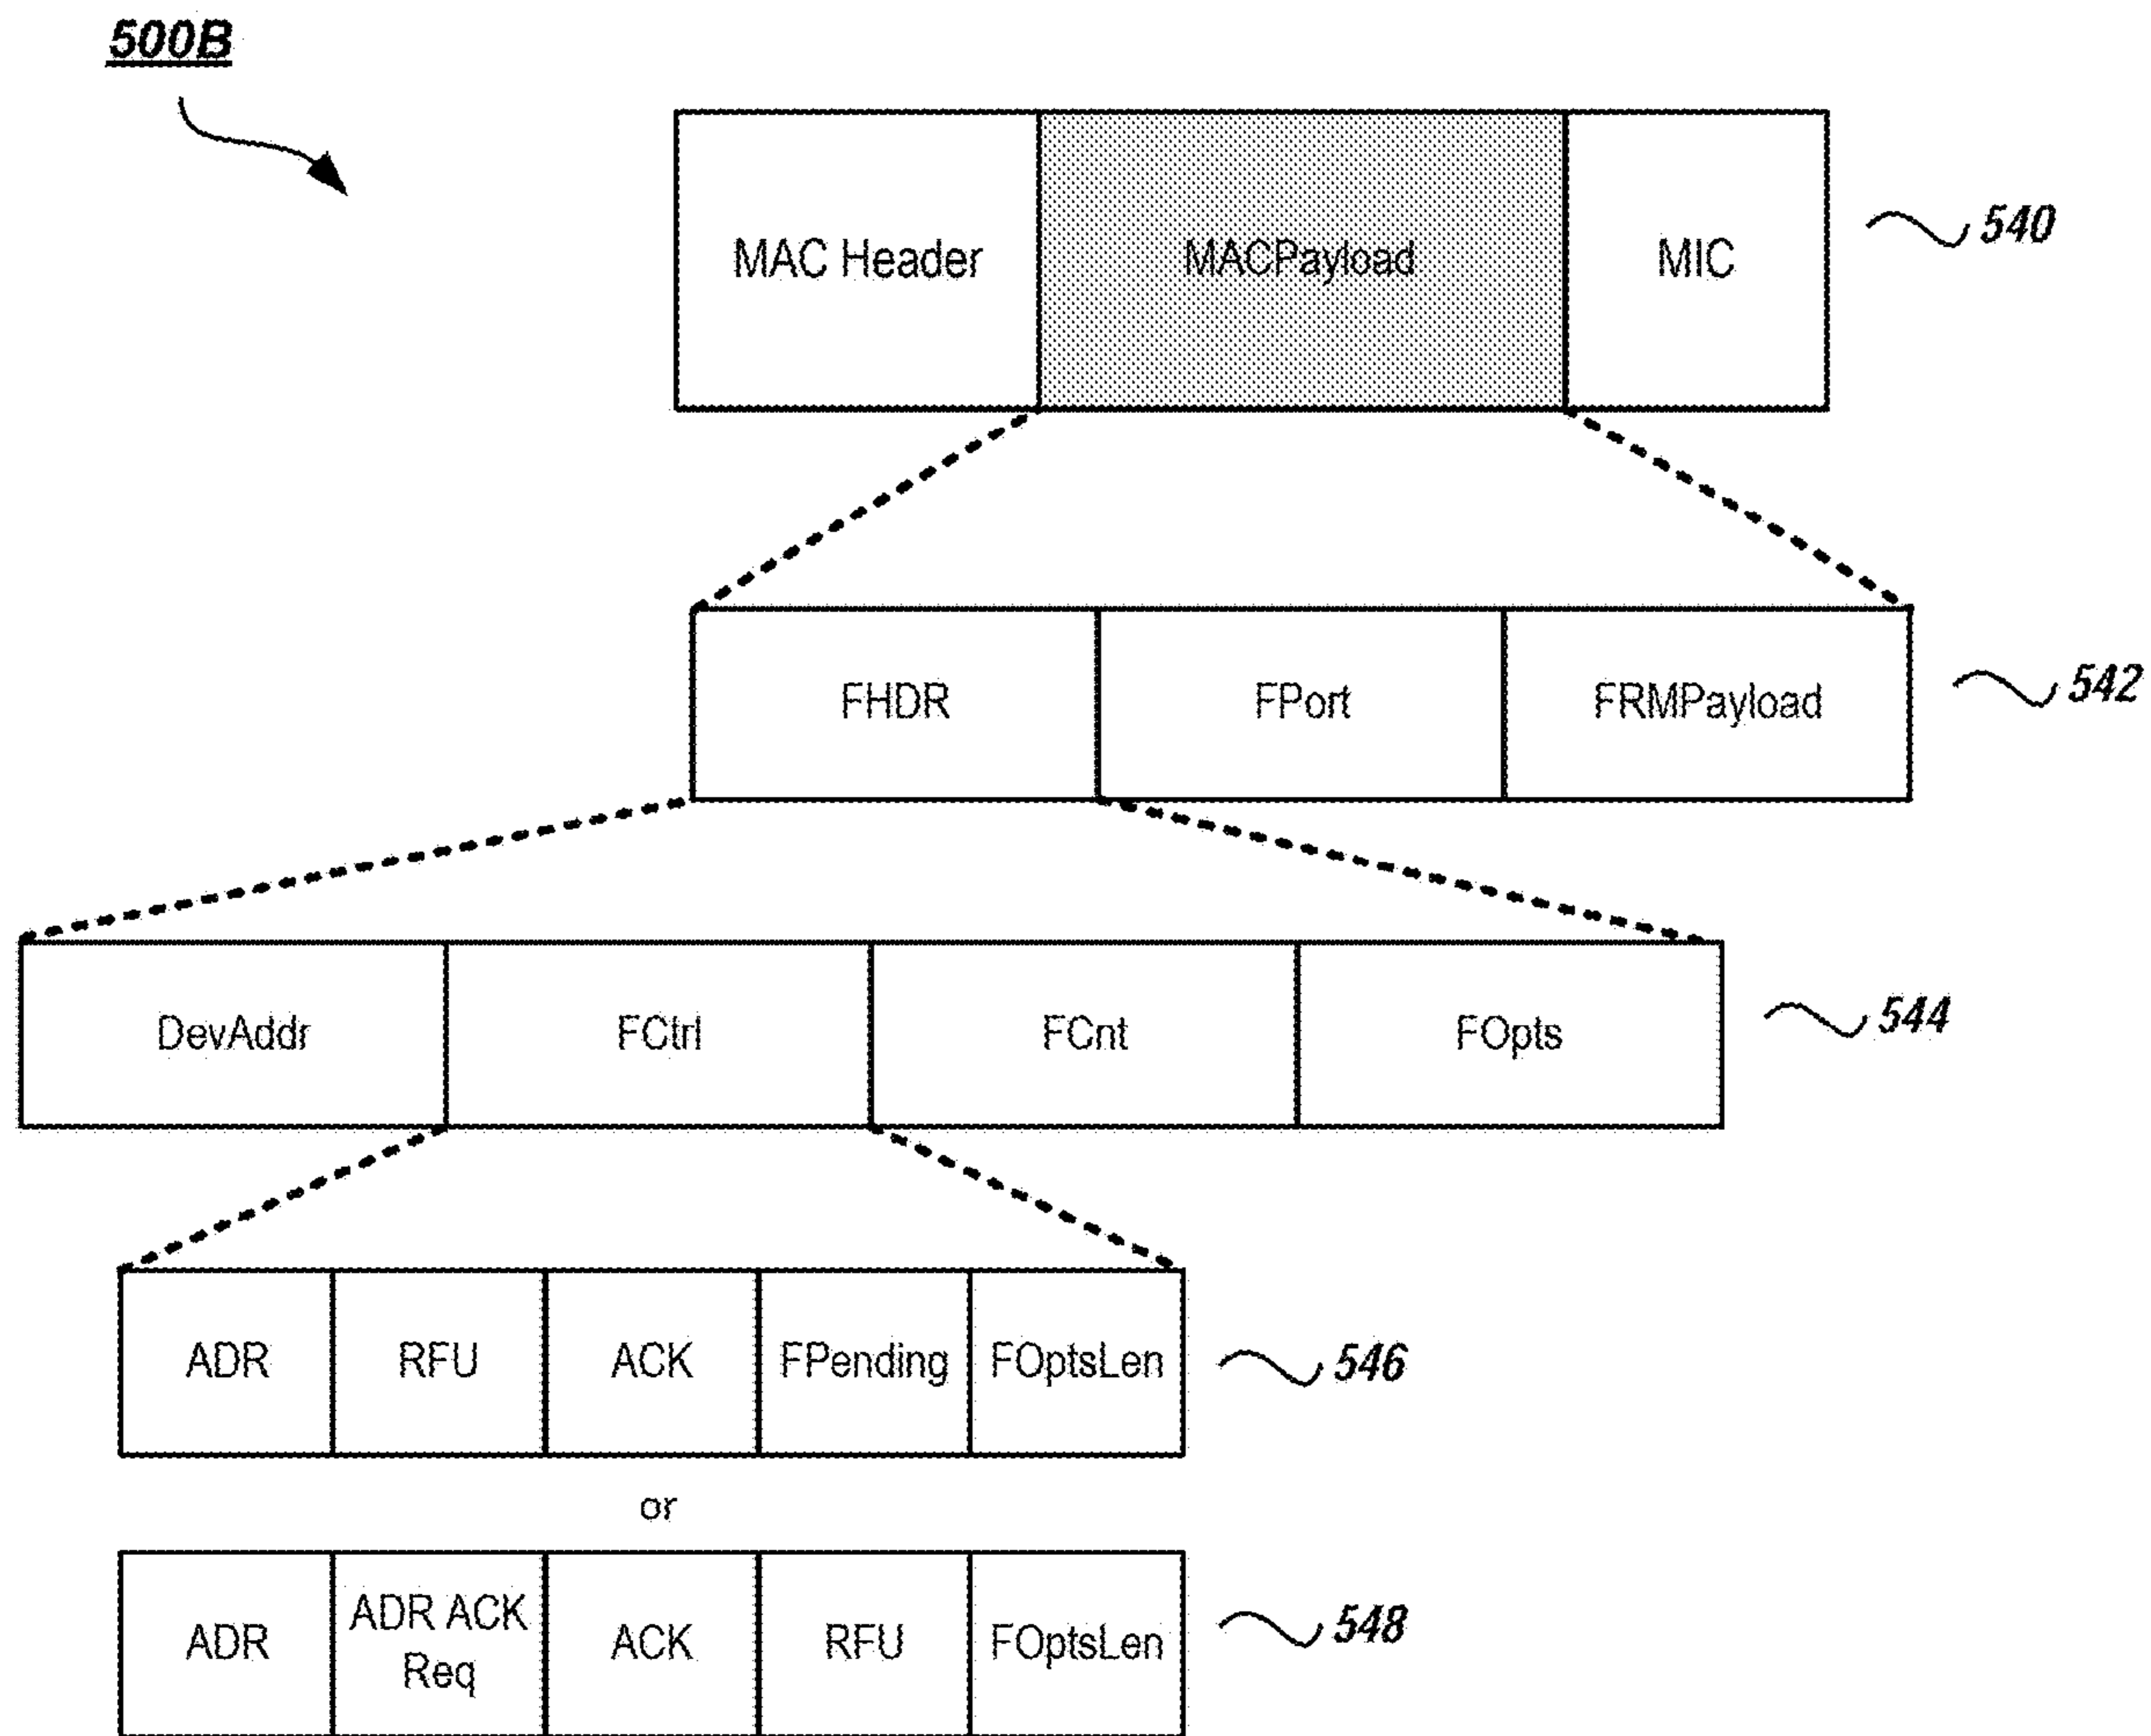 500B
MAC Header MACPayload MIC 540
FHDR FPort FRMPayload 542
DevAddr FCtrl FCnt FOpts 544
ADR RFU ACK FPending FOptsLen 546
or
ADR ADR ACK Req ACK RFU FOptsLen 548